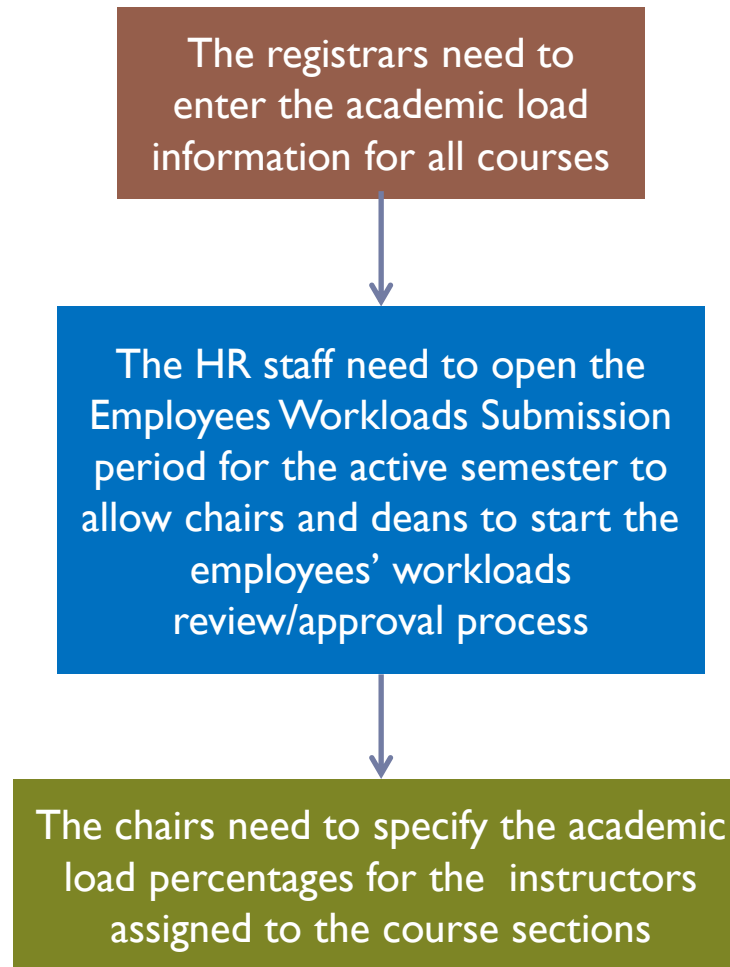 The registrars need to
enter the academic load
information for all courses
The HR staff need to open the
Employees Workloads Submission
period for the active semester to
allow chairs and deans to start the
employees’ workloads
review/approval process
The chairs need to specify the academic
load percentages for the  instructors
assigned to the course sections